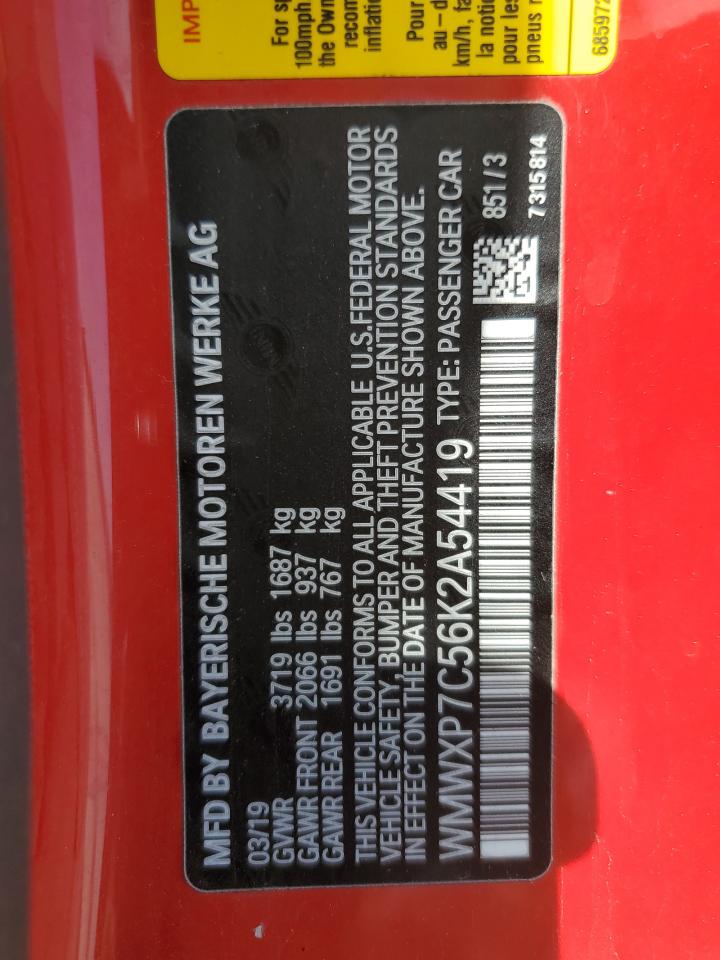 IMP
For sp
100mph
the Own
recom
inflatio
Pour
au-d
km/h, fa
la notic
pour les
pneus r
685972
MFD BY BAYERISCHE MOTOREN WERKE AG
03/19
GVWR 3719 lbs 1687 kg
GAWR FRONT 2066 lbs 937 kg
GAWR REAR 1691 lbs 767 kg
THIS VEHICLE CONFORMS TO ALL APPLICABLE U.S.FEDERAL MOTOR
VEHICLE SAFETY, BUMPER AND THEFT PREVENTION STANDARDS
IN EFFECT ON THE DATE OF MANUFACTURE SHOWN ABOVE.
WMWXP7C56K2A54419 TYPE: PASSENGER CAR
851/3
7315814